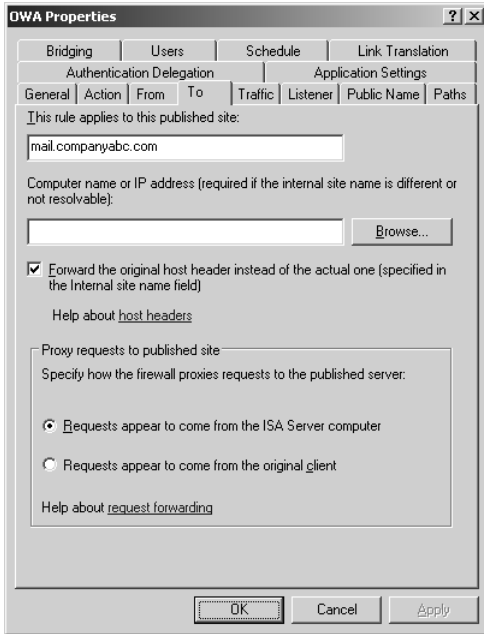 OWA Properties
Bridging Users Schedule Link Translation
Authentication Delegation Application Settings
General Action From To Traffic Listener Public Name Paths
This rule applies to this published site:
mail.companyabc.com
Computer name or IP address (required if the internal site name is different or
not resolvable):
Browse...
Forward the original host header instead of the actual one (specified in
the Internal site name field)
Help about host headers
Proxy requests to published site
Specify how the firewall proxies requests to the published server:
Requests appear to come from the ISA Server computer
Requests appear to come from the original client
Help about request forwarding
OK Cancel Apply